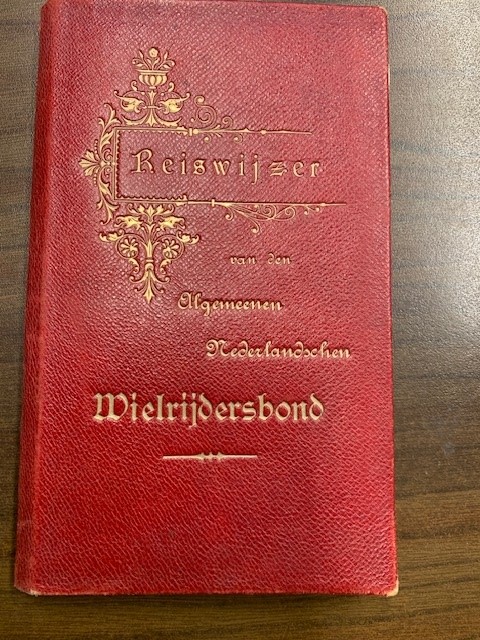 Reiswijzer
van den
Algemeenen
Nederlandschen
Wielrijdersbond